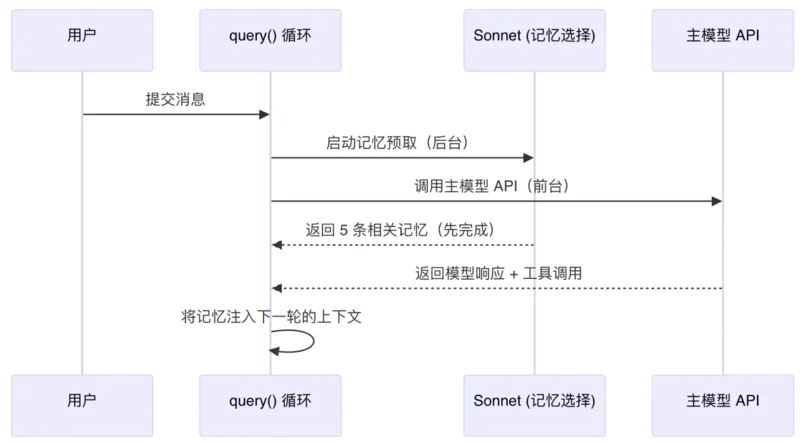 用户
query() 循环
Sonnet (记忆选择)
主模型 API
提交消息
启动记忆预取（后台）
调用主模型 API（前台）
返回 5 条相关记忆（先完成）
返回模型响应 + 工具调用
将记忆注入下一轮的上下文
用户
query() 循环
Sonnet (记忆选择)
主模型 API